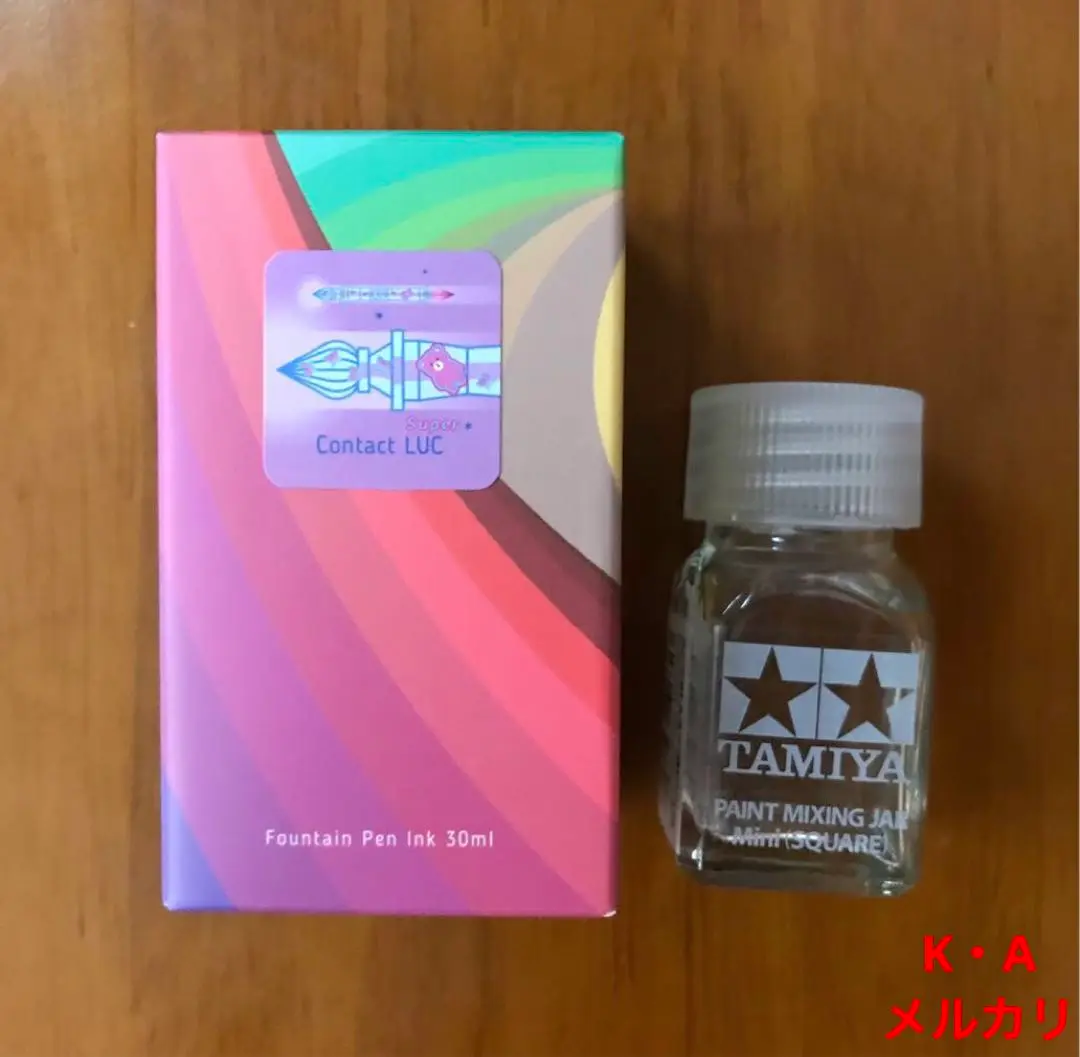 Super
Contact LUC
Fountain Pen Ink 30ml
TAMIYA
PAINT MIXING JAR
Mini (SQUARE)
K・A
メルカリ